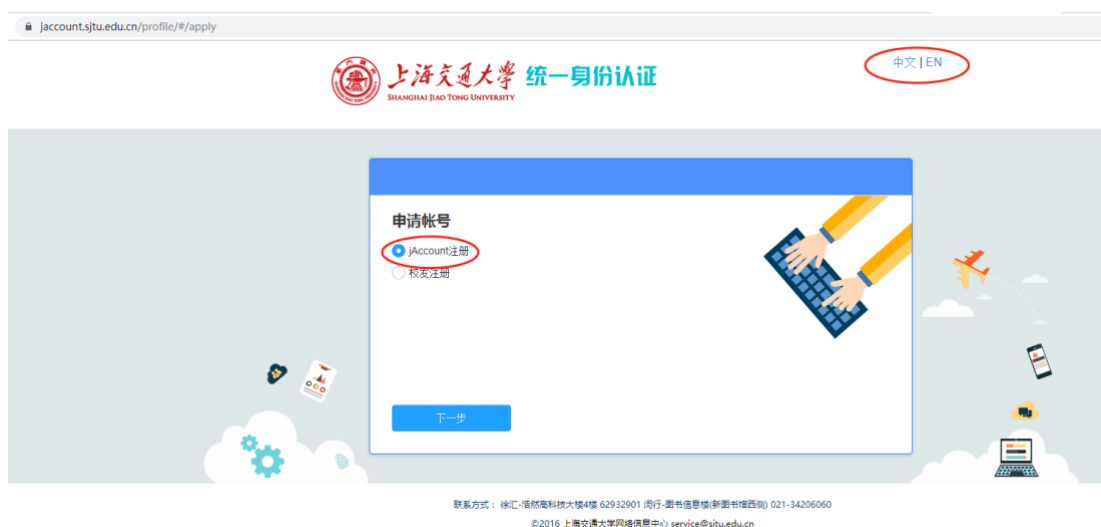 jaccount.sjtu.edu.cn/profile/#/apply
中文 | EN
上海交通大学 统一身份认证
SHANGHAI JIAO TONG UNIVERSITY
申请帐号
jAccount注册
校友注册
下一步
联系方式： 徐汇-浩然高科技大楼4楼 62932901 闵行-图书信息楼(新图书馆西侧) 021-34206060
©2016 上海交通大学网络信息中心 service@sjtu.edu.cn